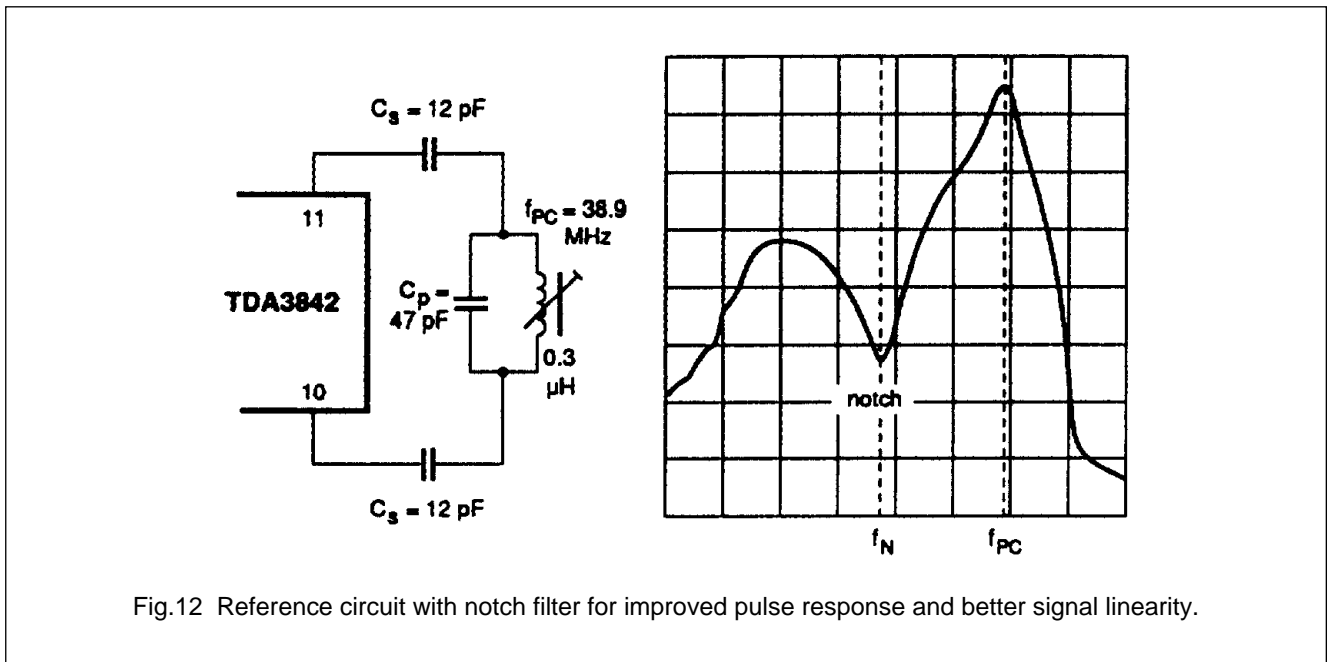 C_s = 12 pF
11
f_PC = 38.9
MHz
TDA3842
C_p =
47 pF
0.3
µH
10
C_s = 12 pF
notch
f_N
f_PC
Fig.12 Reference circuit with notch filter for improved pulse response and better signal linearity.